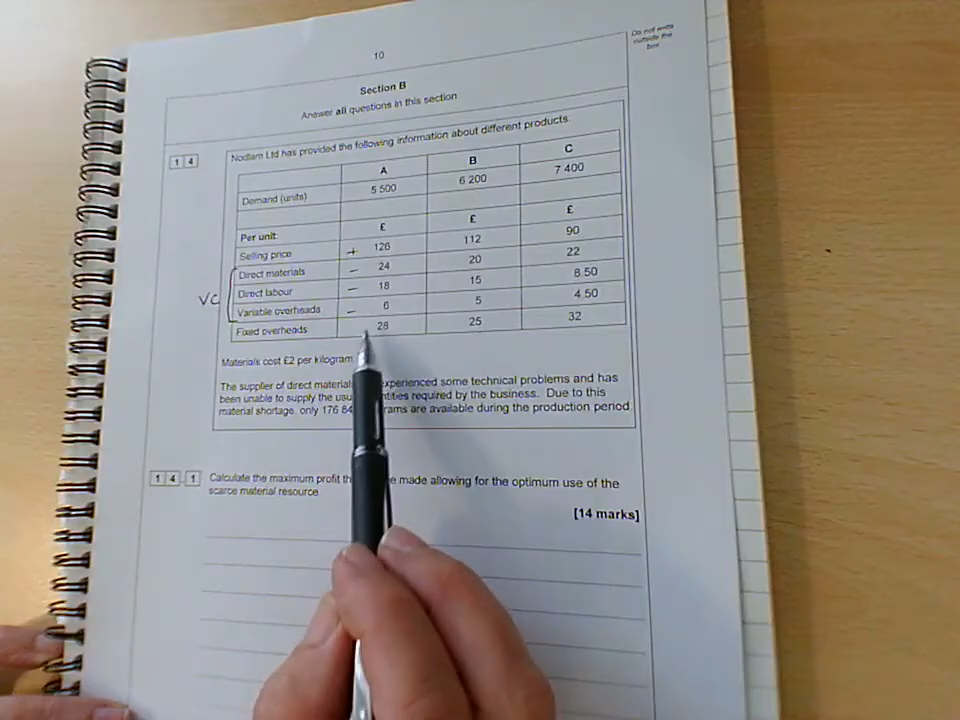 10
Do not write
outside the
box
Section B
Answer all questions in this section
1 4
Nodlam Ltd has provided the following information about different products.
A B C
Demand (units) 5 500 6 200 7 400
Per unit: £ £ £
Selling price + 126 112 90
Direct materials – 24 20 22
VC Direct labour – 18 15 8.50
Variable overheads – 6 5 4.50
Fixed overheads 28 25 32
Materials cost £2 per kilogram
The supplier of direct material experienced some technical problems and has
been unable to supply the required by the business. Due to this
material shortage, only 176 are available during the production period.
1 4 . 1 Calculate the maximum profit made allowing for the optimum use of the
scarce material resource.
[14 marks]